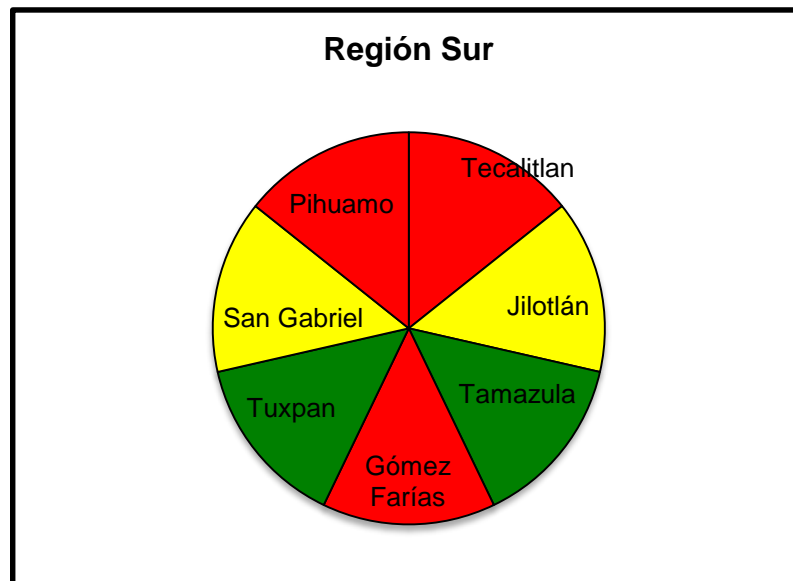 Región Sur
Tecalitlan
Pihuamo
Jilotlán
San Gabriel
Tamazula
Tuxpan
Gómez
Farías